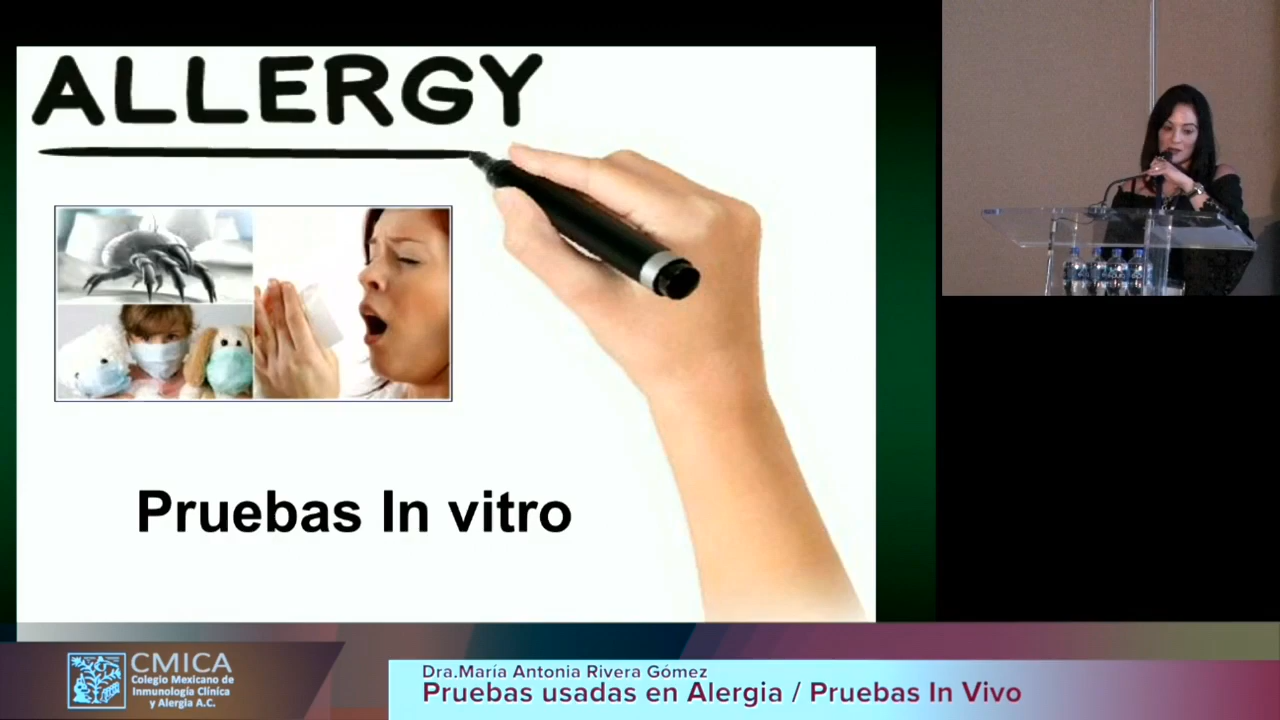 ALLERGY
Pruebas In vitro
CMICA
Colegio Mexicano de
Inmunología Clínica
y Alergia A.C.
Dra.María Antonia Rivera Gómez
Pruebas usadas en Alergia / Pruebas In Vivo